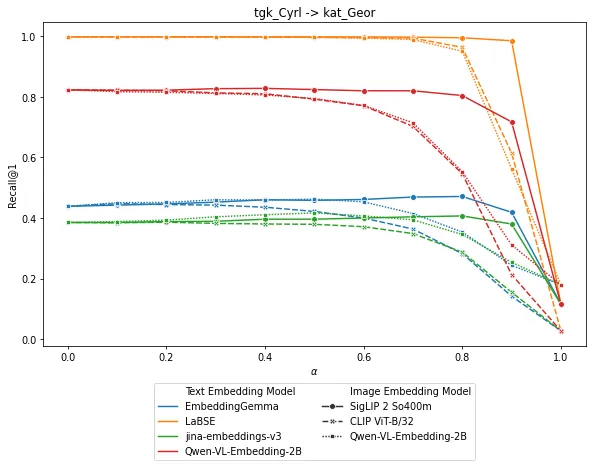 tgk_Cyrl -> kat_Geor
Recall@1
1.0
0.8
0.6
0.4
0.2
0.0
0.0 0.2 0.4 0.6 0.8 1.0
α
Text Embedding Model Image Embedding Model
EmbeddingGemma SigLIP 2 So400m
LaBSE CLIP ViT-B/32
jina-embeddings-v3 Qwen-VL-Embedding-2B
Qwen-VL-Embedding-2B